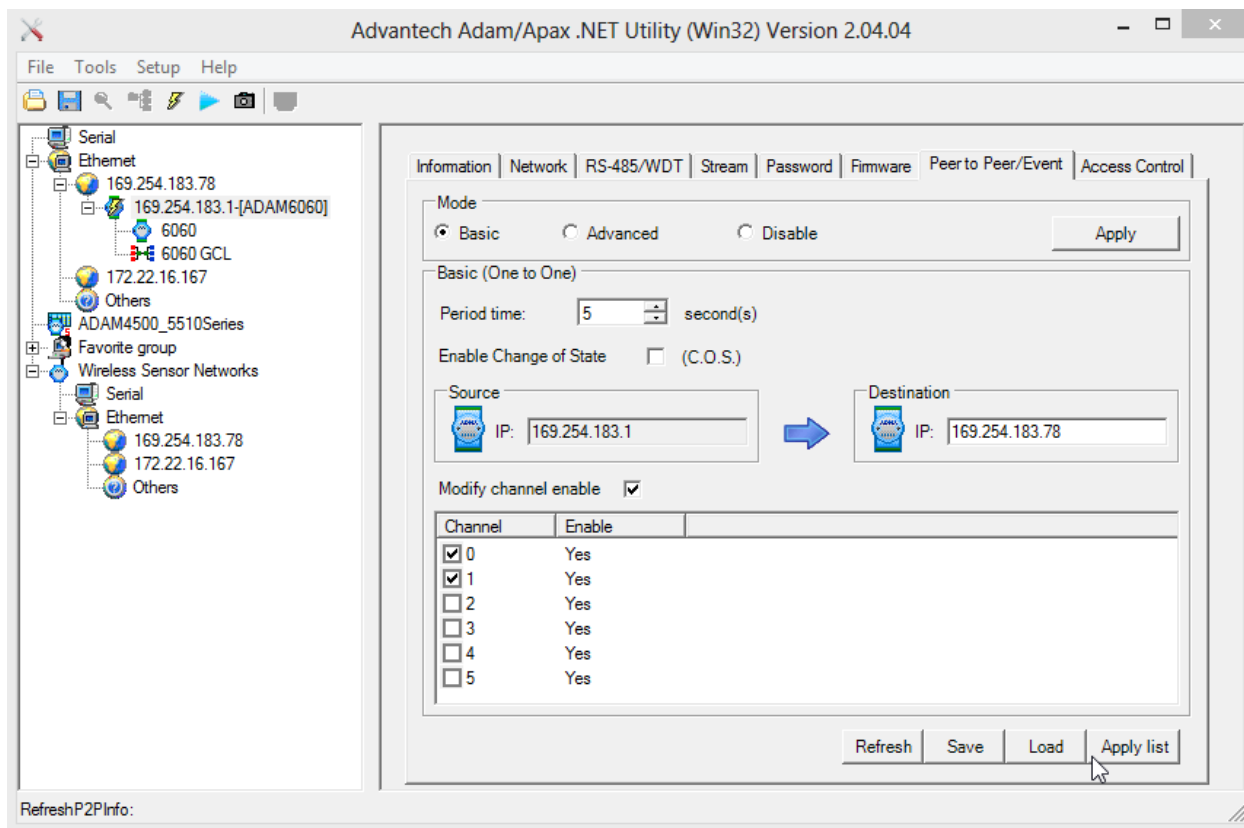 Advantech Adam/Apax .NET Utility (Win32) Version 2.04.04
File Tools Setup Help
Serial
Ethernet
169.254.183.78
169.254.183.1-[ADAM6060]
6060
6060 GCL
172.22.16.167
Others
ADAM4500_5510Series
Favorite group
Wireless Sensor Networks
Serial
Ethernet
169.254.183.78
172.22.16.167
Others
Information Network RS-485/WDT Stream Password Firmware Peer to Peer/Event Access Control
Mode
Basic Advanced Disable Apply
Basic (One to One)
Period time: 5 second(s)
Enable Change of State (C.O.S.)
Source Destination
IP: 169.254.183.1 IP: 169.254.183.78
Modify channel enable
Channel Enable
0 Yes
1 Yes
2 Yes
3 Yes
4 Yes
5 Yes
Refresh Save Load Apply list
RefreshP2PInfo: